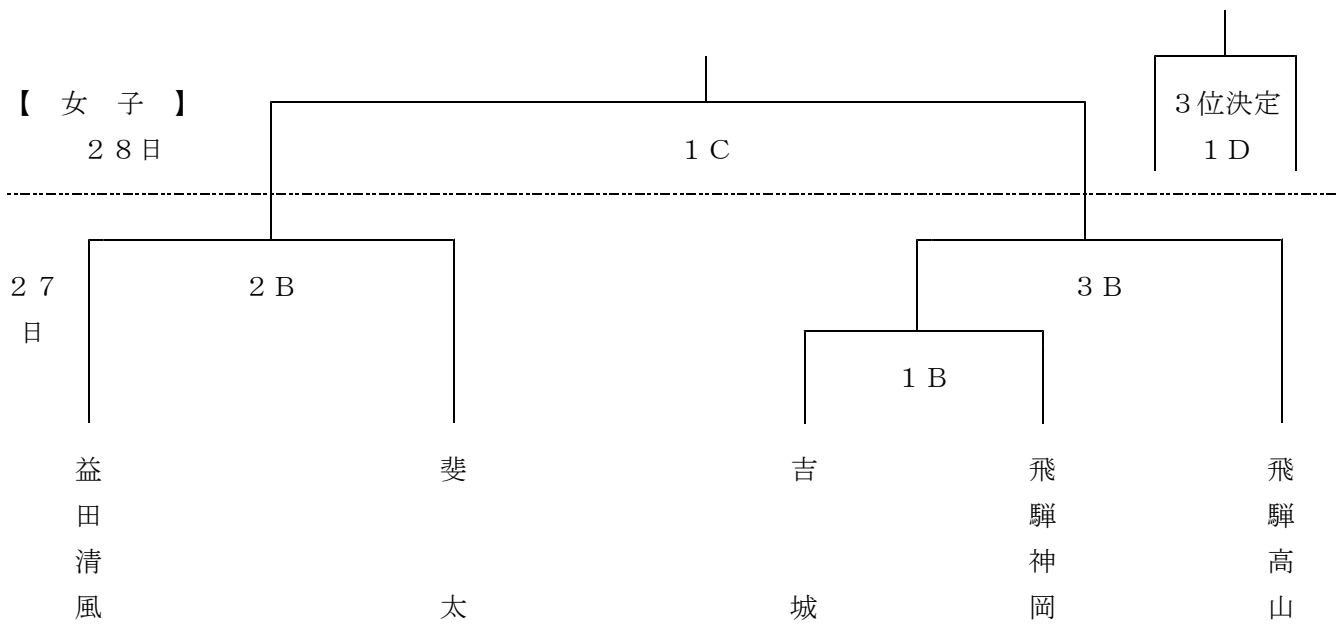 【　女　子　】
２８日
１Ｃ
３位決定
１Ｄ
２７
日
２Ｂ
３Ｂ
１Ｂ
益田清風
斐太
吉城
飛騨神岡
飛騨高山